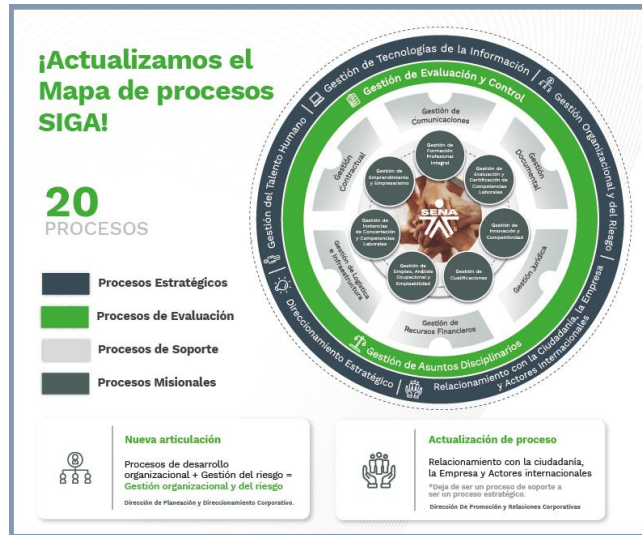 ¡Actualizamos el
Mapa de procesos
SIGA!
20
PROCESOS
Procesos Estratégicos
Procesos de Evaluación
Procesos de Soporte
Procesos Misionales
Gestión de Tecnologías de la Información
Gestión Organizacional y del Riesgo
Relacionamiento con la Ciudadanía, la Empresa
y Actores Internacionales
Direccionamiento Estratégico
Gestión del Talento Humano
Gestión de Evaluación y Control
Gestión de Asuntos Disciplinarios
Gestión de
Comunicaciones
Gestión
Documental
Gestión Jurídica
Gestión de
Recursos Financieros
Gestión de Logística
e Infraestructura
Gestión
Contractual
Gestión de
Formación
Profesional
Integral
Gestión de
Evaluación y
Certificación de
Competencias
Laborales
Gestión de
Innovación y
Competitividad
Gestión de
Cualificaciones
Gestión de
Empleo, Análisis
Ocupacional y
Empleabilidad
Gestión de
Instancias
de Concertación
y Competencias
Laborales
Gestión de
Emprendimiento
y Empresarismo
SENA
Nueva articulación
Procesos de desarrollo
organizacional + Gestión del riesgo =
Gestión organizacional y del riesgo
Dirección de Planeación y Direccionamiento Corporativo.
Actualización de proceso
Relacionamiento con la ciudadanía,
la Empresa y Actores internacionales
*Deja de ser un proceso de soporte a
ser un proceso estratégico.
Dirección De Promoción y Relaciones Corporativas